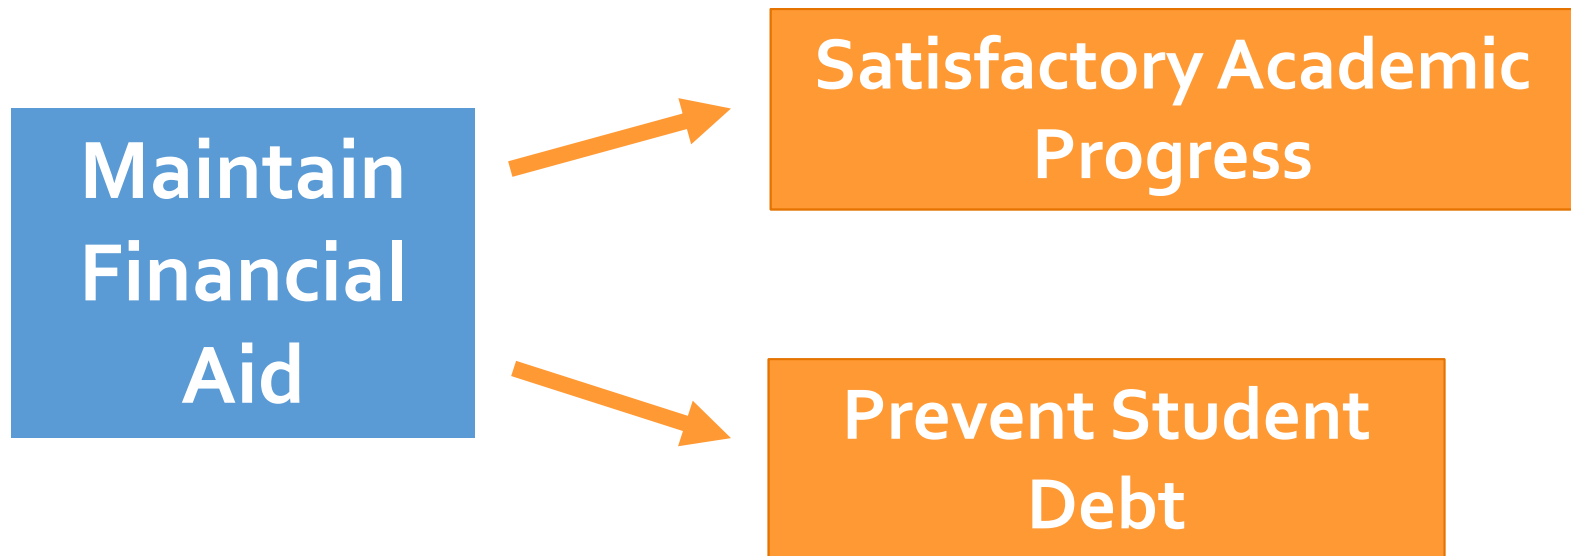 Maintain
Financial
Aid
Satisfactory Academic
Progress
Prevent Student
Debt